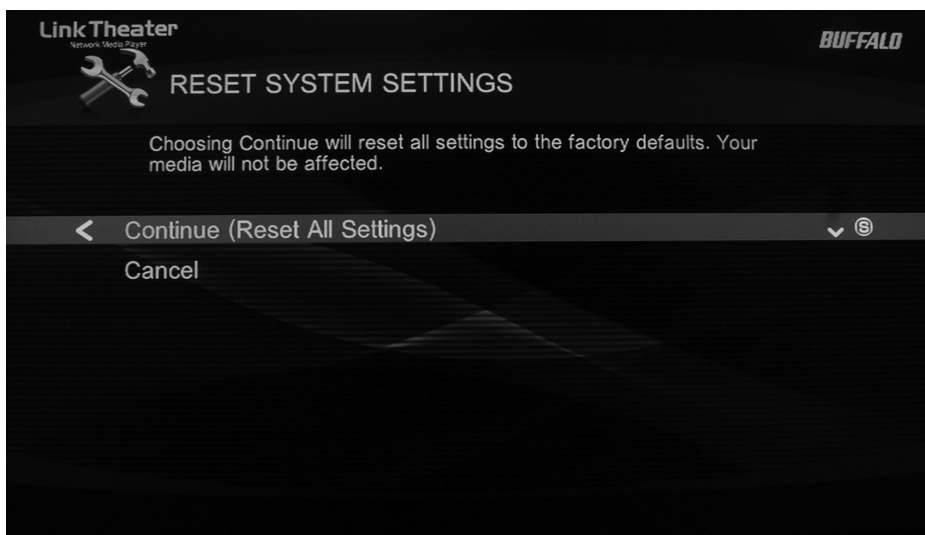 LinkTheater
Network Media Player
BUFFALO
RESET SYSTEM SETTINGS
Choosing Continue will reset all settings to the factory defaults. Your
media will not be affected.
< Continue (Reset All Settings) Ⓢ
Cancel